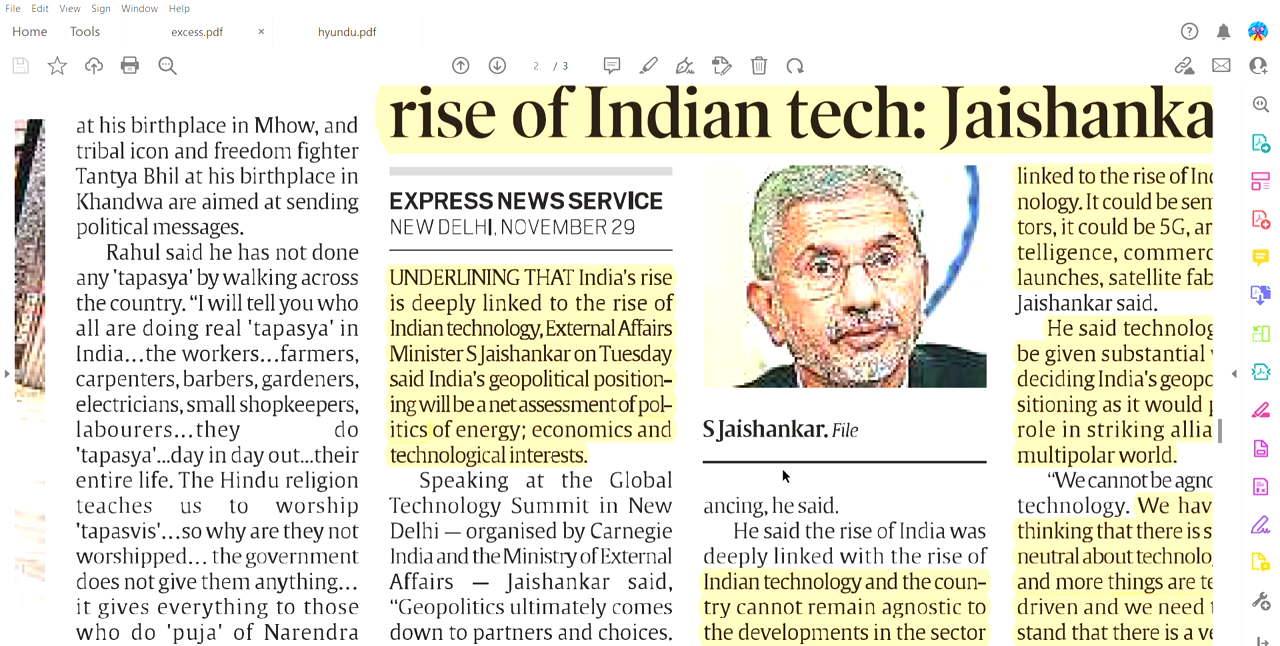 File Edit View Sign Window Help
Home Tools excess.pdf × hyundu.pdf
2 / 3
at his birthplace in Mhow, and
tribal icon and freedom fighter
Tantya Bhil at his birthplace in
Khandwa are aimed at sending
political messages.
Rahul said he has not done
any 'tapasya' by walking across
the country. “I will tell you who
all are doing real 'tapasya' in
India...the workers...farmers,
carpenters, barbers, gardeners,
electricians, small shopkeepers,
labourers...they do
'tapasya'...day in day out...their
entire life. The Hindu religion
teaches us to worship
'tapasvis'...so why are they not
worshipped... the government
does not give them anything...
it gives everything to those
who do 'puja' of Narendra
rise of Indian tech: Jaishanka
EXPRESS NEWS SERVICE
NEW DELHI, NOVEMBER 29
UNDERLINING THAT India's rise
is deeply linked to the rise of
Indian technology, External Affairs
Minister S Jaishankar on Tuesday
said India's geopolitical position-
ing will be a net assessment of pol-
itics of energy; economics and
technological interests.
Speaking at the Global
Technology Summit in New
Delhi — organised by Carnegie
India and the Ministry of External
Affairs — Jaishankar said,
“Geopolitics ultimately comes
down to partners and choices.
S Jaishankar. File
ancing, he said.
He said the rise of India was
deeply linked with the rise of
Indian technology and the coun-
try cannot remain agnostic to
the developments in the sector
linked to the rise of Ind
nology. It could be sem
tors, it could be 5G, ar
telligence, commerc
launches, satellite fab
Jaishankar said.
He said technolog
be given substantial
deciding India's geopo
sitioning as it would p
role in striking allia
multipolar world.
“We cannot be agno
technology. We hav
thinking that there is s
neutral about technolo
and more things are te
driven and we need t
stand that there is a ve